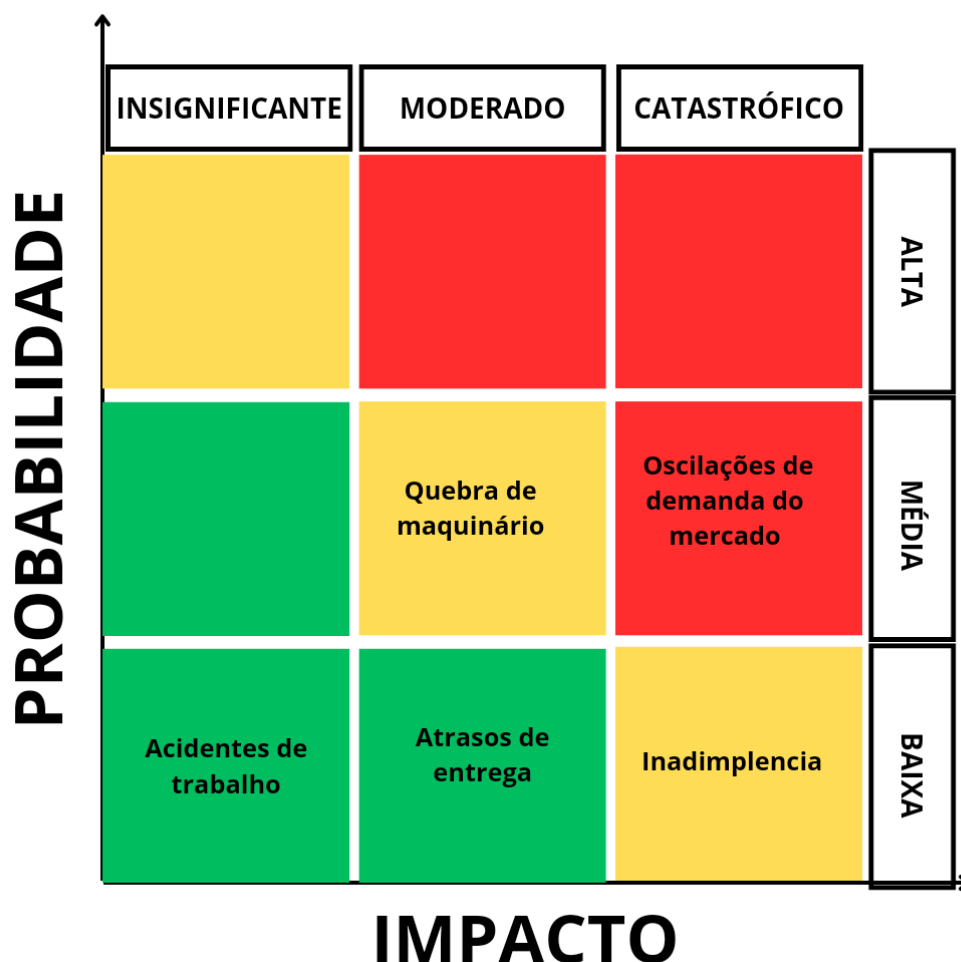 PROBABILIDADE
INSIGNIFICANTE
MODERADO
CATASTRÓFICO
ALTA
Quebra de
maquinário
Oscilações de
demanda do
mercado
MÉDIA
Acidentes de
trabalho
Atrasos de
entrega
Inadimplencia
BAIXA
IMPACTO